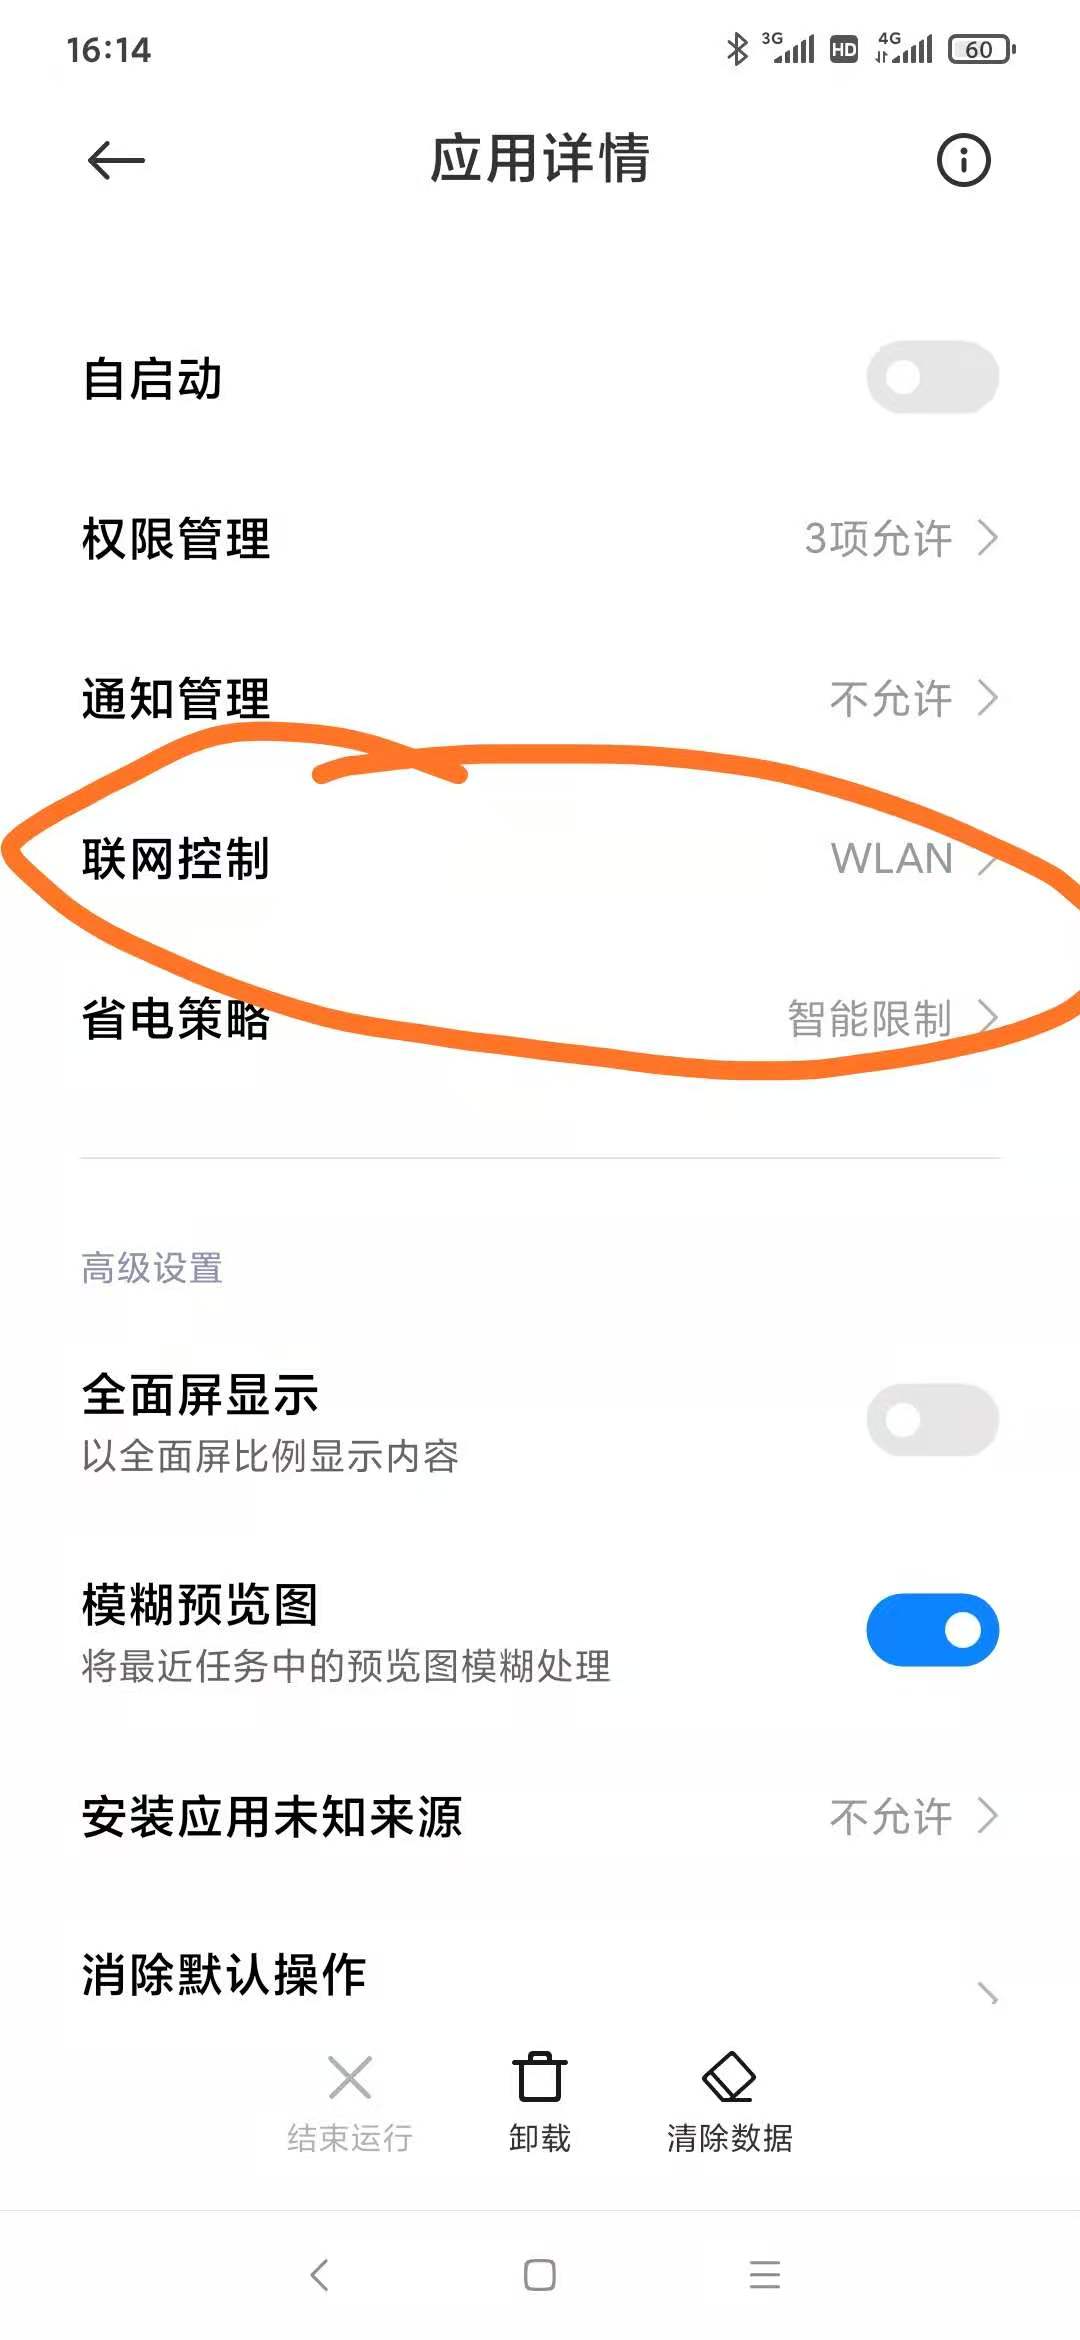 16:14
3G HD 4G 60
应用详情
自启动
权限管理 3项允许
通知管理 不允许
联网控制 WLAN
省电策略 智能限制
高级设置
全面屏显示
以全面屏比例显示内容
模糊预览图
将最近任务中的预览图模糊处理
安装应用未知来源 不允许
消除默认操作
结束运行 卸载 清除数据